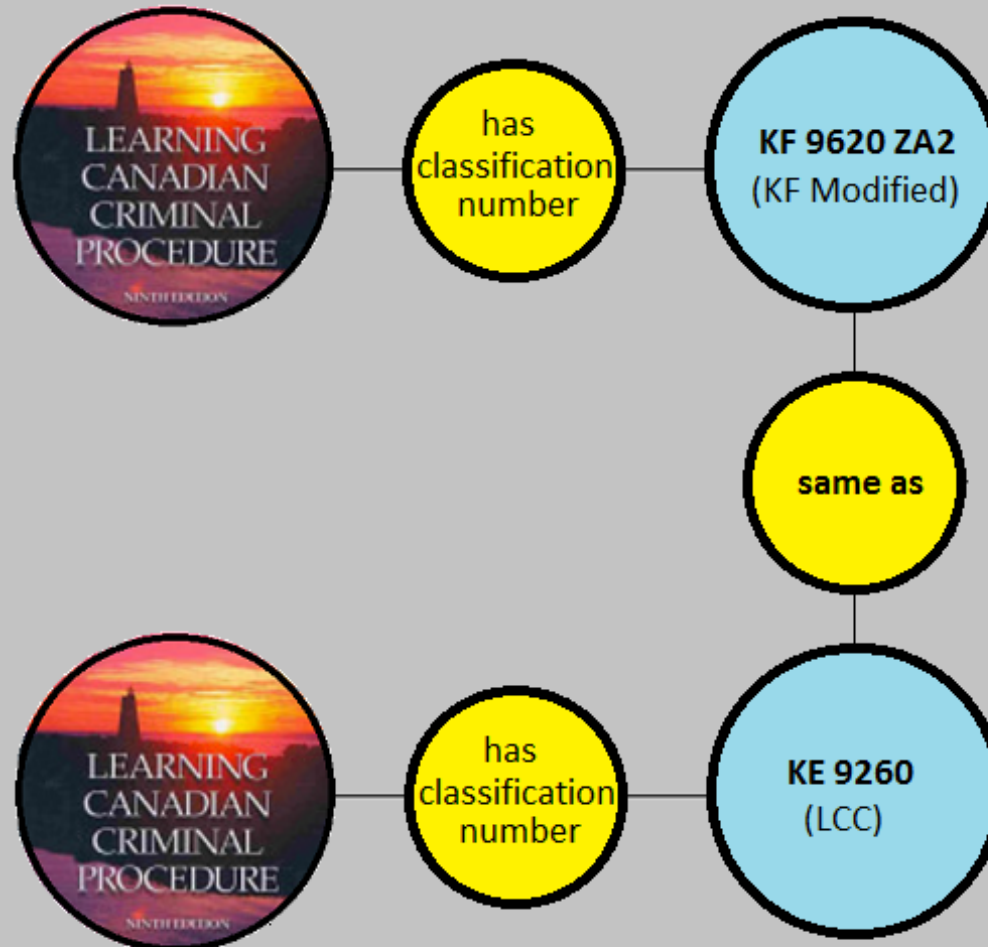 LEARNING
CANADIAN
CRIMINAL
PROCEDURE
NINTH EDITION
has
classification
number
KF 9620 ZA2
(KF Modified)
same as
LEARNING
CANADIAN
CRIMINAL
PROCEDURE
NINTH EDITION
has
classification
number
KE 9260
(LCC)